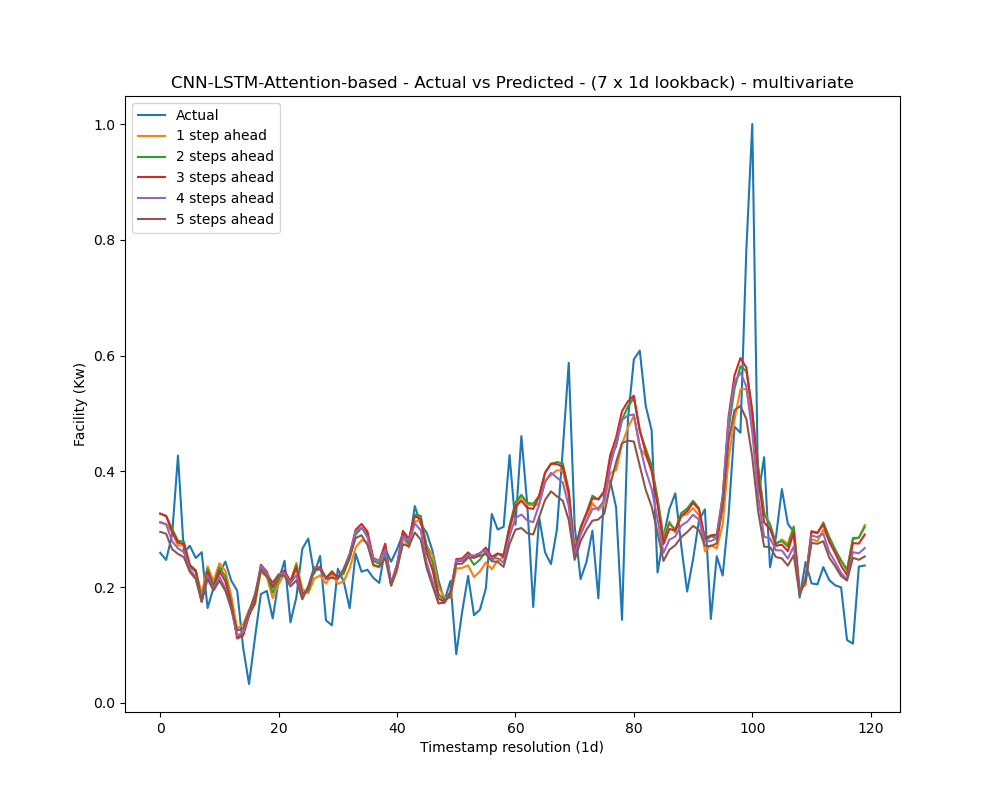 CNN-LSTM-Attention-based - Actual vs Predicted - (7 x 1d lookback) - multivariate
Actual
1 step ahead
2 steps ahead
3 steps ahead
4 steps ahead
5 steps ahead
1.0
0.8
0.6
0.4
0.2
0.0
Facility (Kw)
0 20 40 60 80 100 120
Timestamp resolution (1d)